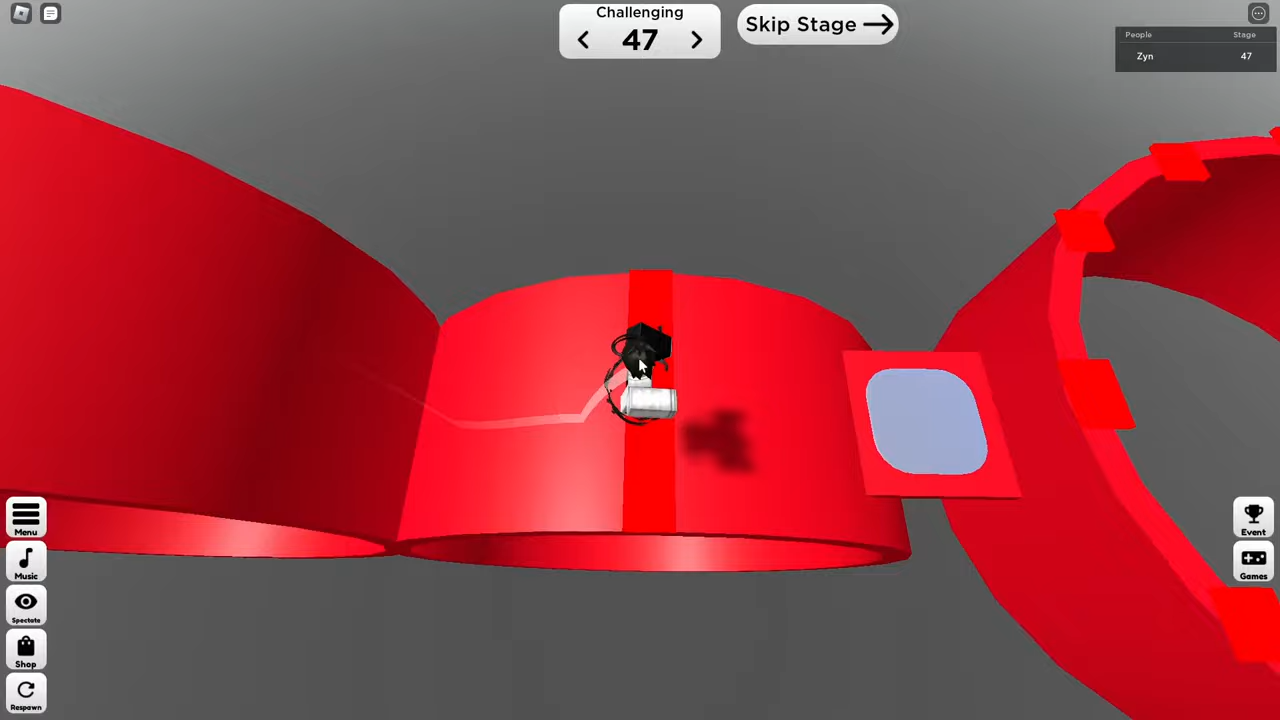 Challenging
47
Skip Stage
People
Stage
Zyn
47
Menu
Music
Spectate
Shop
Respawn
Event
Games